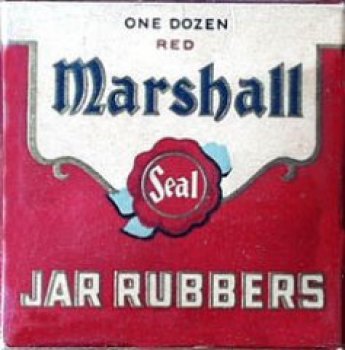 ONE DOZEN
RED
Marshall
Seal
JAR RUBBERS